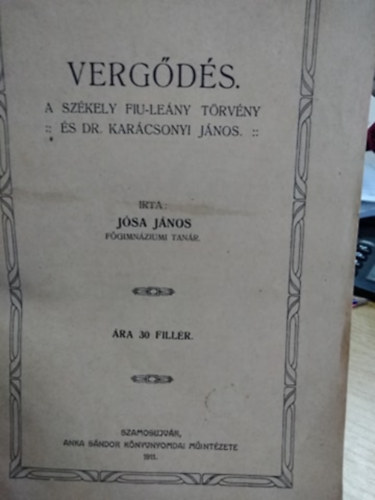 VERGŐDÉS.
A SZÉKELY FIU-LEÁNY TÖRVÉNY
:: ÉS DR. KARÁCSONYI JÁNOS. ::
IRTA:
JÓSA JÁNOS
FŐGIMNÁZIUMI TANÁR.
ÁRA 30 FILLÉR.
SZAMOSUJVÁR,
ANKA SÁNDOR KÖNYVNYOMDAI MŰINTÉZETE
1911.